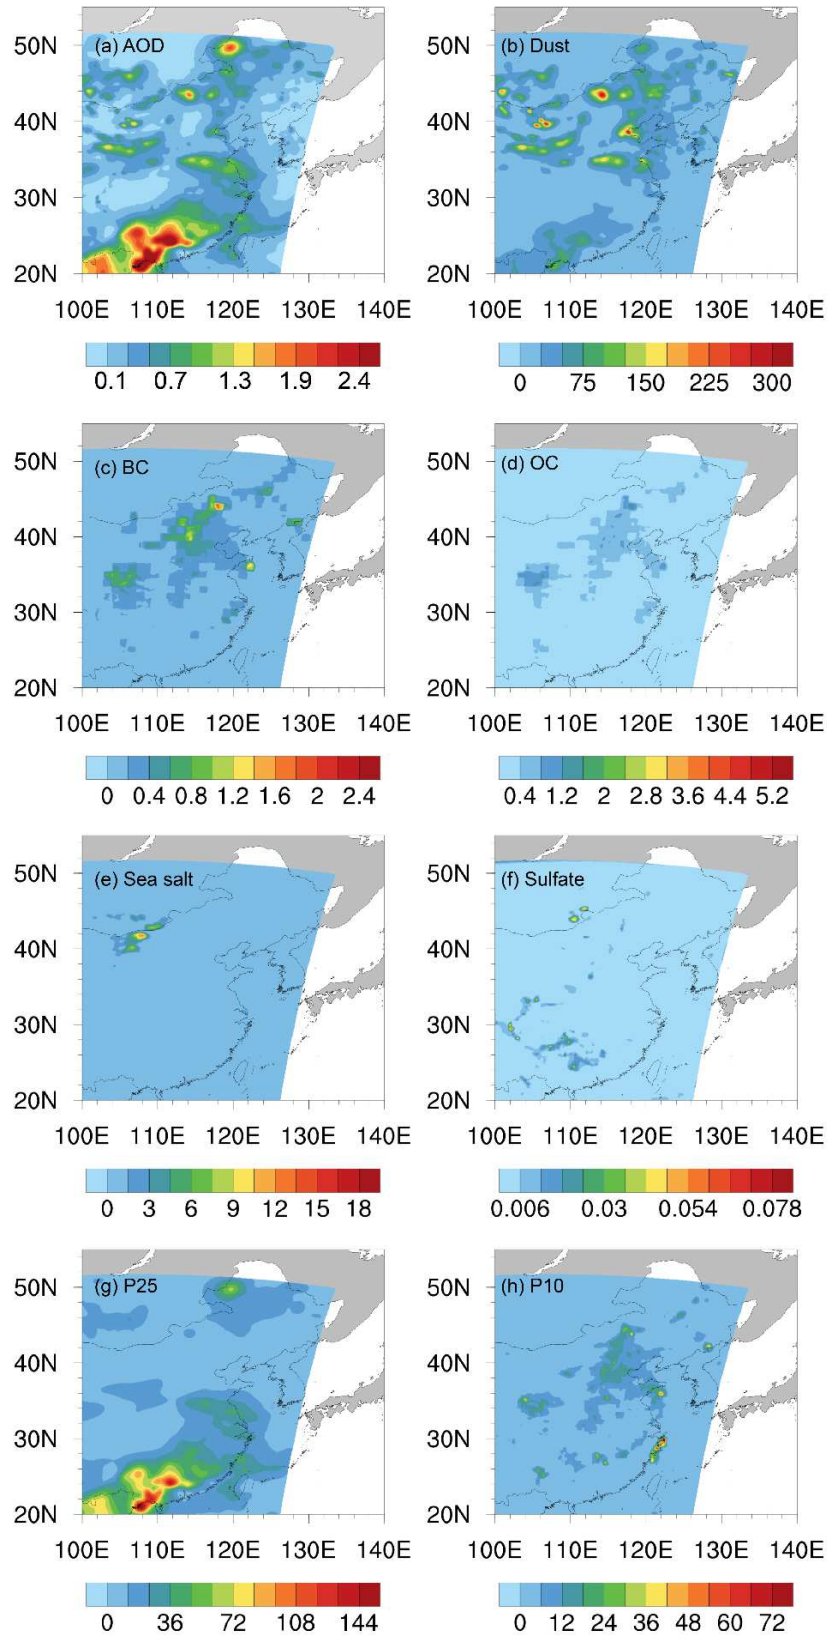 (a) AOD
50N
40N
30N
20N
100E 110E 120E 130E 140E
0.1 0.7 1.3 1.9 2.4
(b) Dust
50N
40N
30N
20N
100E 110E 120E 130E 140E
0 75 150 225 300
(c) BC
50N
40N
30N
20N
100E 110E 120E 130E 140E
0 0.4 0.8 1.2 1.6 2 2.4
(d) OC
50N
40N
30N
20N
100E 110E 120E 130E 140E
0.4 1.2 2 2.8 3.6 4.4 5.2
(e) Sea salt
50N
40N
30N
20N
100E 110E 120E 130E 140E
0 3 6 9 12 15 18
(f) Sulfate
50N
40N
30N
20N
100E 110E 120E 130E 140E
0.006 0.03 0.054 0.078
(g) P25
50N
40N
30N
20N
100E 110E 120E 130E 140E
0 36 72 108 144
(h) P10
50N
40N
30N
20N
100E 110E 120E 130E 140E
0 12 24 36 48 60 72